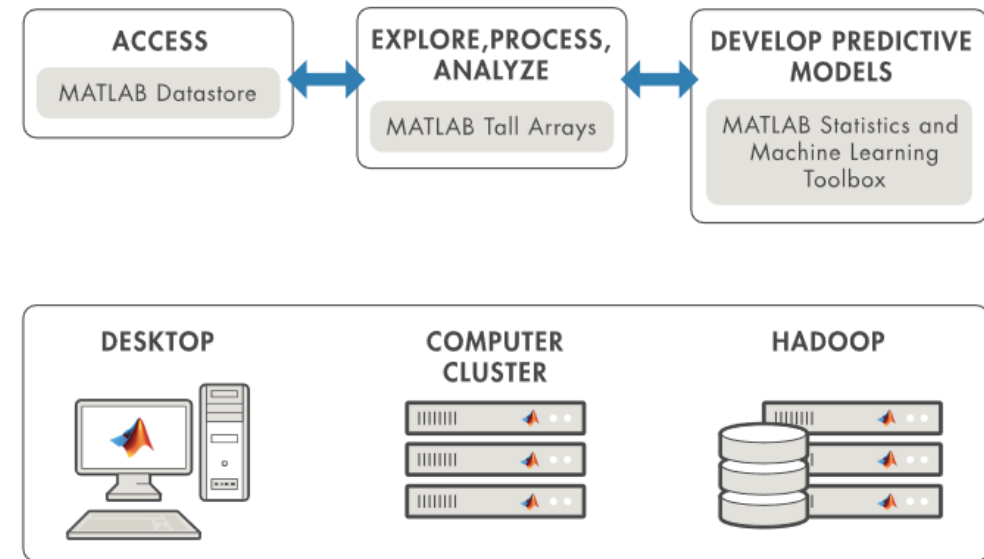 ACCESS
MATLAB Datastore
EXPLORE,PROCESS,
ANALYZE
MATLAB Tall Arrays
DEVELOP PREDICTIVE
MODELS
MATLAB Statistics and
Machine Learning
Toolbox
DESKTOP
COMPUTER
CLUSTER
HADOOP